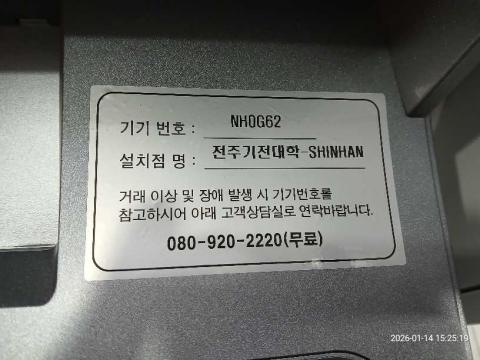 기기 번호 : NH0G62
설치점 명 : 전주기전대학-SHINHAN
거래 이상 및 장애 발생 시 기기번호를
참고하시어 아래 고객상담실로 연락바랍니다.
080-920-2220(무료)
2026-01-14 15:25:19